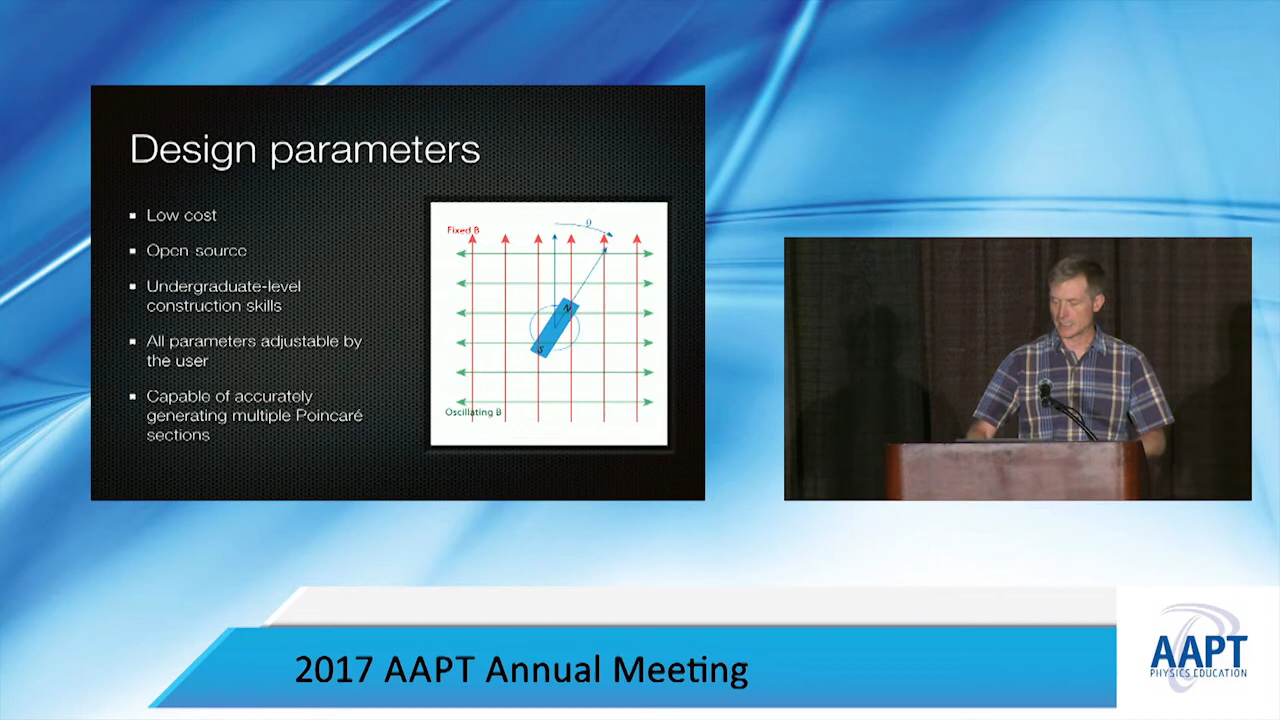 Design parameters
Low cost
Open-source
Undergraduate-level
construction skills
All parameters adjustable by
the user
Capable of accurately
generating multiple Poincaré
sections
Fixed B
θ
N
S
Oscillating B
2017 AAPT Annual Meeting
AAPT
PHYSICS EDUCATION